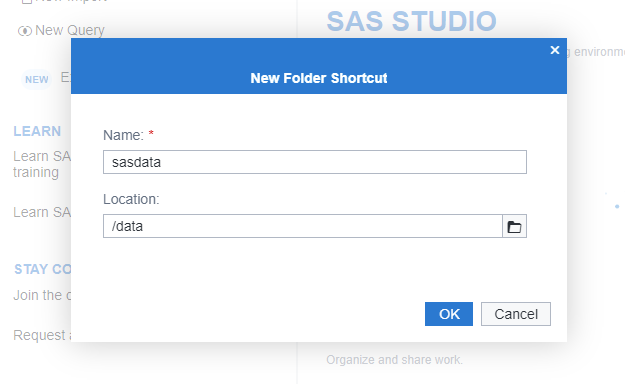 New Import
New Query
SAS STUDIO
g environme
NEW
New Folder Shortcut
Name: *
sasdata
Location:
/data
OK
Cancel
LEARN
Learn SA
training
Learn SA
STAY CO
Join the
Request
Organize and share work.